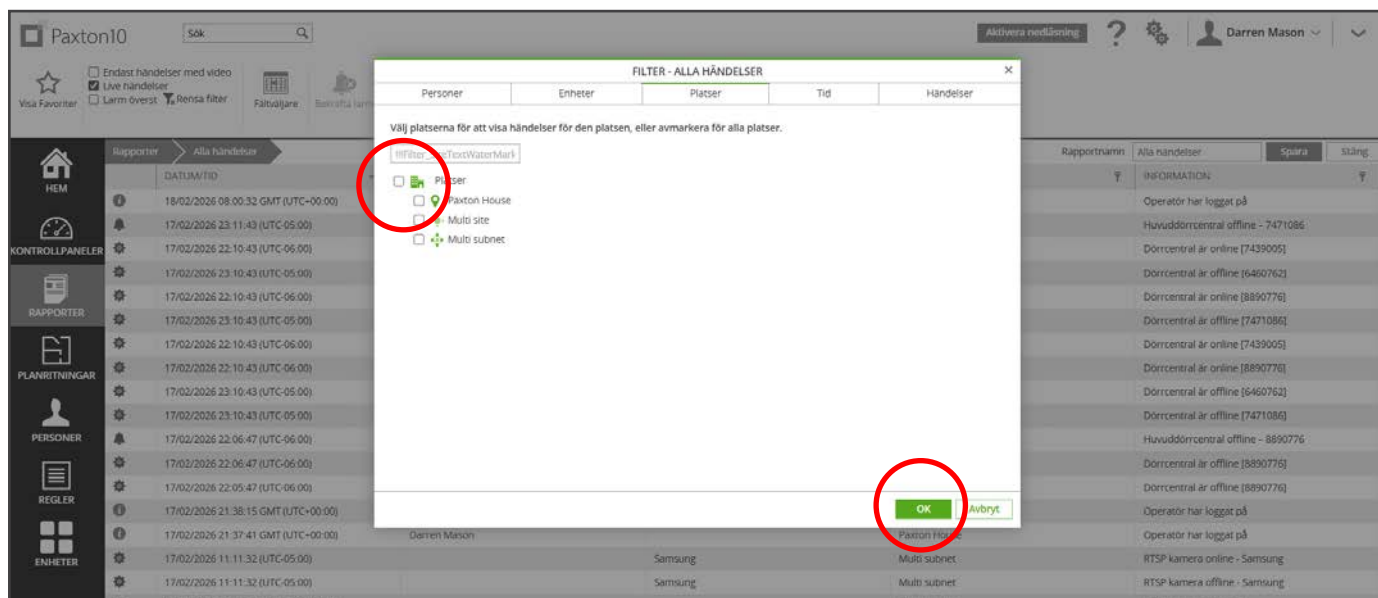 Paxton10
Sök
Aktivera nedläsning
?
Darren Mason
Visa Favoriter
Endast händelser med video
Live händelser
Larm överst
Rensa filter
Fältväljare
FILTER - ALLA HÄNDELSER
Personer Enheter Platser Tid Händelser
Välj platserna för att visa händelser för den platsen, eller avmarkera för alla platser.
Platser
Paxton House
Multi site
Multi subnet
OK Avbryt
HEM
KONTROLLPANELER
RAPPORTER
PLANRITNINGAR
PERSONER
REGLER
ENHETER
Rapporter Alla händelser Rapportnamn Alla händelser Spara Stäng
DATUM/TID INFORMATION
18/02/2026 08:00:32 GMT (UTC+00:00) Operatör har loggat på
17/02/2026 23:11:43 (UTC-05:00) Huvuddörrcentral offline - 7471086
17/02/2026 22:10:43 (UTC-06:00) Dörrcentral är online [7439005]
17/02/2026 23:10:43 (UTC-05:00) Dörrcentral är offline [6460762]
17/02/2026 22:10:43 (UTC-06:00) Dörrcentral är online [8890776]
17/02/2026 23:10:43 (UTC-05:00) Dörrcentral är offline [7471086]
17/02/2026 22:10:43 (UTC-06:00) Dörrcentral är online [7439005]
17/02/2026 22:10:43 (UTC-06:00) Dörrcentral är online [8890776]
17/02/2026 23:10:43 (UTC-05:00) Dörrcentral är offline [6460762]
17/02/2026 23:10:43 (UTC-05:00) Dörrcentral är offline [7471086]
17/02/2026 22:06:47 (UTC-06:00) Huvuddörrcentral offline - 8890776
17/02/2026 22:06:47 (UTC-06:00) Dörrcentral är offline [8890776]
17/02/2026 22:05:47 (UTC-06:00) Dörrcentral är offline [8890776]
17/02/2026 21:38:15 GMT (UTC+00:00) Operatör har loggat på
17/02/2026 21:37:41 GMT (UTC+00:00) Darren Mason Paxton House Operatör har loggat på
17/02/2026 11:11:32 (UTC-05:00) Samsung Multi subnet RTSP kamera online - Samsung
17/02/2026 11:11:32 (UTC-05:00) Samsung Multi subnet RTSP kamera offline - Samsung